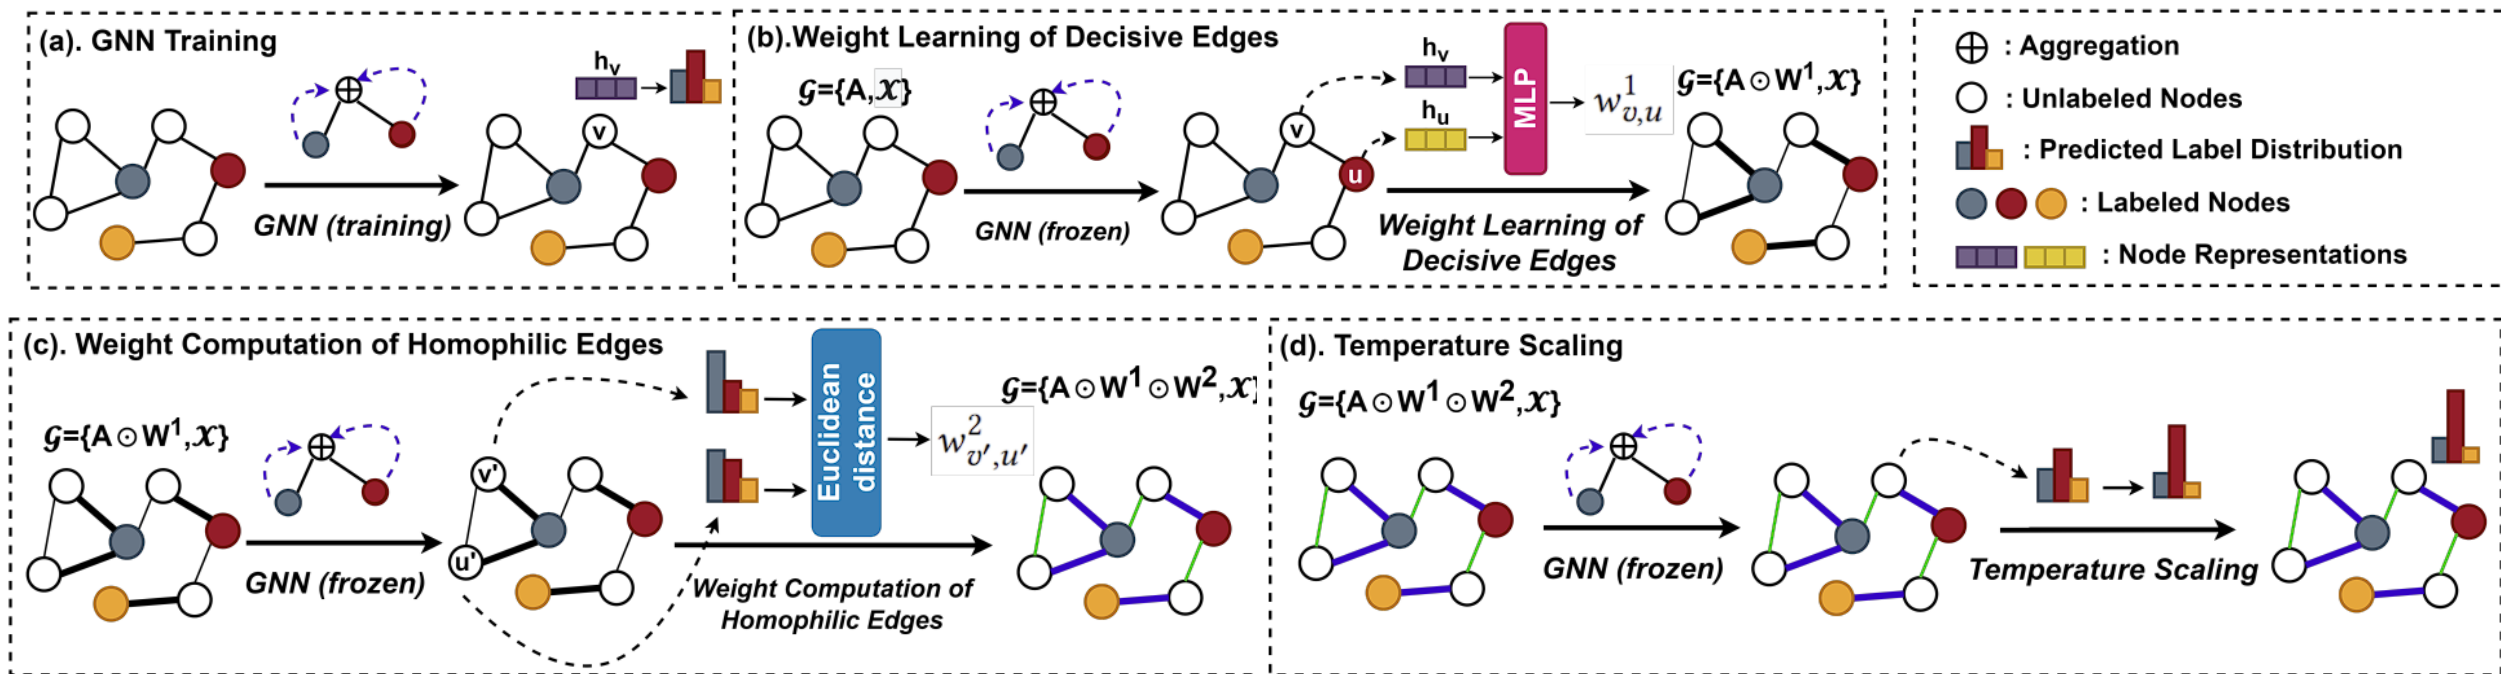 (a). GNN Training
h_v
v
GNN (training)
(b).Weight Learning of Decisive Edges
𝒢={A,𝒳}
GNN (frozen)
v
u
h_v
h_u
MLP
w^1_{v,u}
Weight Learning of
Decisive Edges
𝒢={A⊙W^1,𝒳}
: Aggregation
: Unlabeled Nodes
: Predicted Label Distribution
: Labeled Nodes
: Node Representations
(c). Weight Computation of Homophilic Edges
𝒢={A⊙W^1,𝒳}
GNN (frozen)
v'
u'
Euclidean
distance
w^2_{v',u'}
Weight Computation of
Homophilic Edges
𝒢={A⊙W^1⊙W^2,𝒳}
(d). Temperature Scaling
𝒢={A⊙W^1⊙W^2,𝒳}
GNN (frozen)
Temperature Scaling